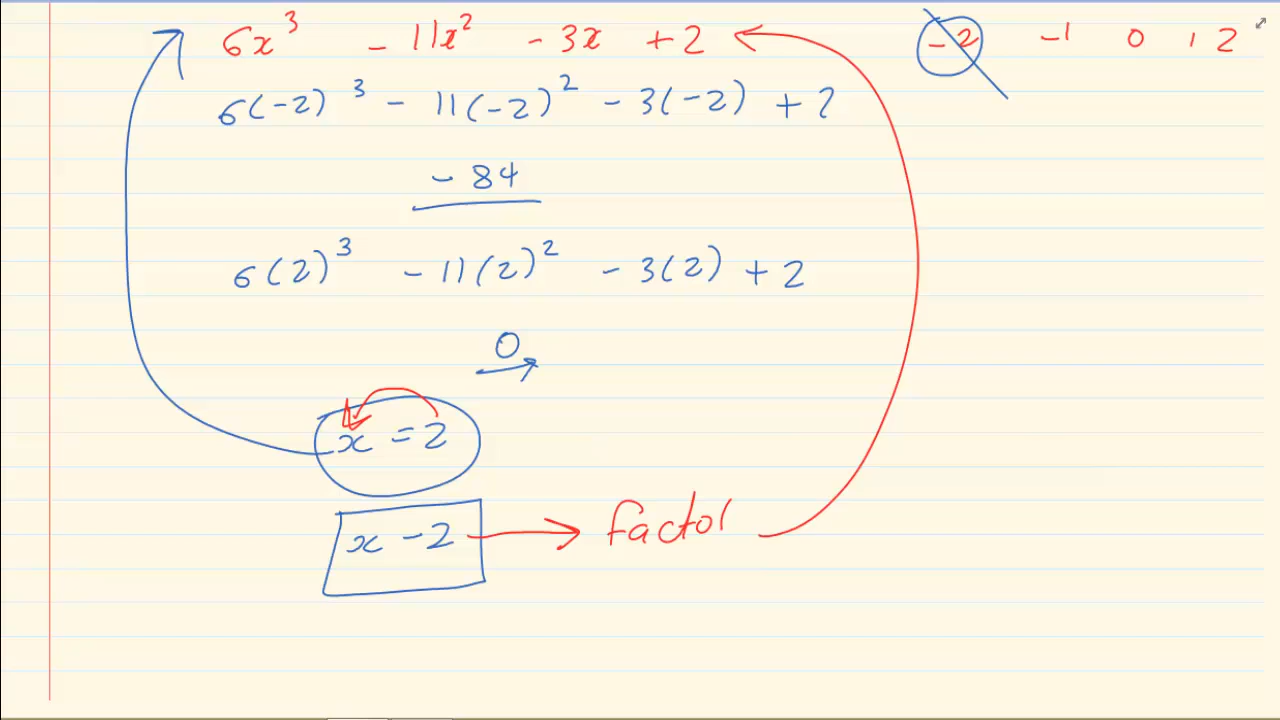 6x³ - 11x² - 3x + 2
-2 -1 0 1 2
6(-2)³ - 11(-2)² - 3(-2) + 2
- 84
6(2)³ - 11(2)² - 3(2) + 2
0
x = 2
x - 2 → factor